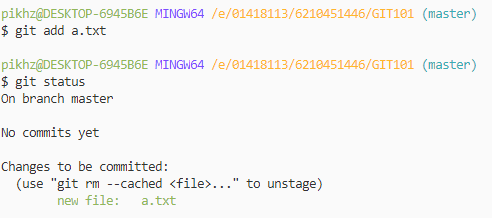 pikhz@DESKTOP-6945B6E MINGW64 /e/01418113/6210451446/GIT101 (master)
$ git add a.txt
pikhz@DESKTOP-6945B6E MINGW64 /e/01418113/6210451446/GIT101 (master)
$ git status
On branch master
No commits yet
Changes to be committed:
  (use "git rm --cached <file>..." to unstage)
        new file:   a.txt